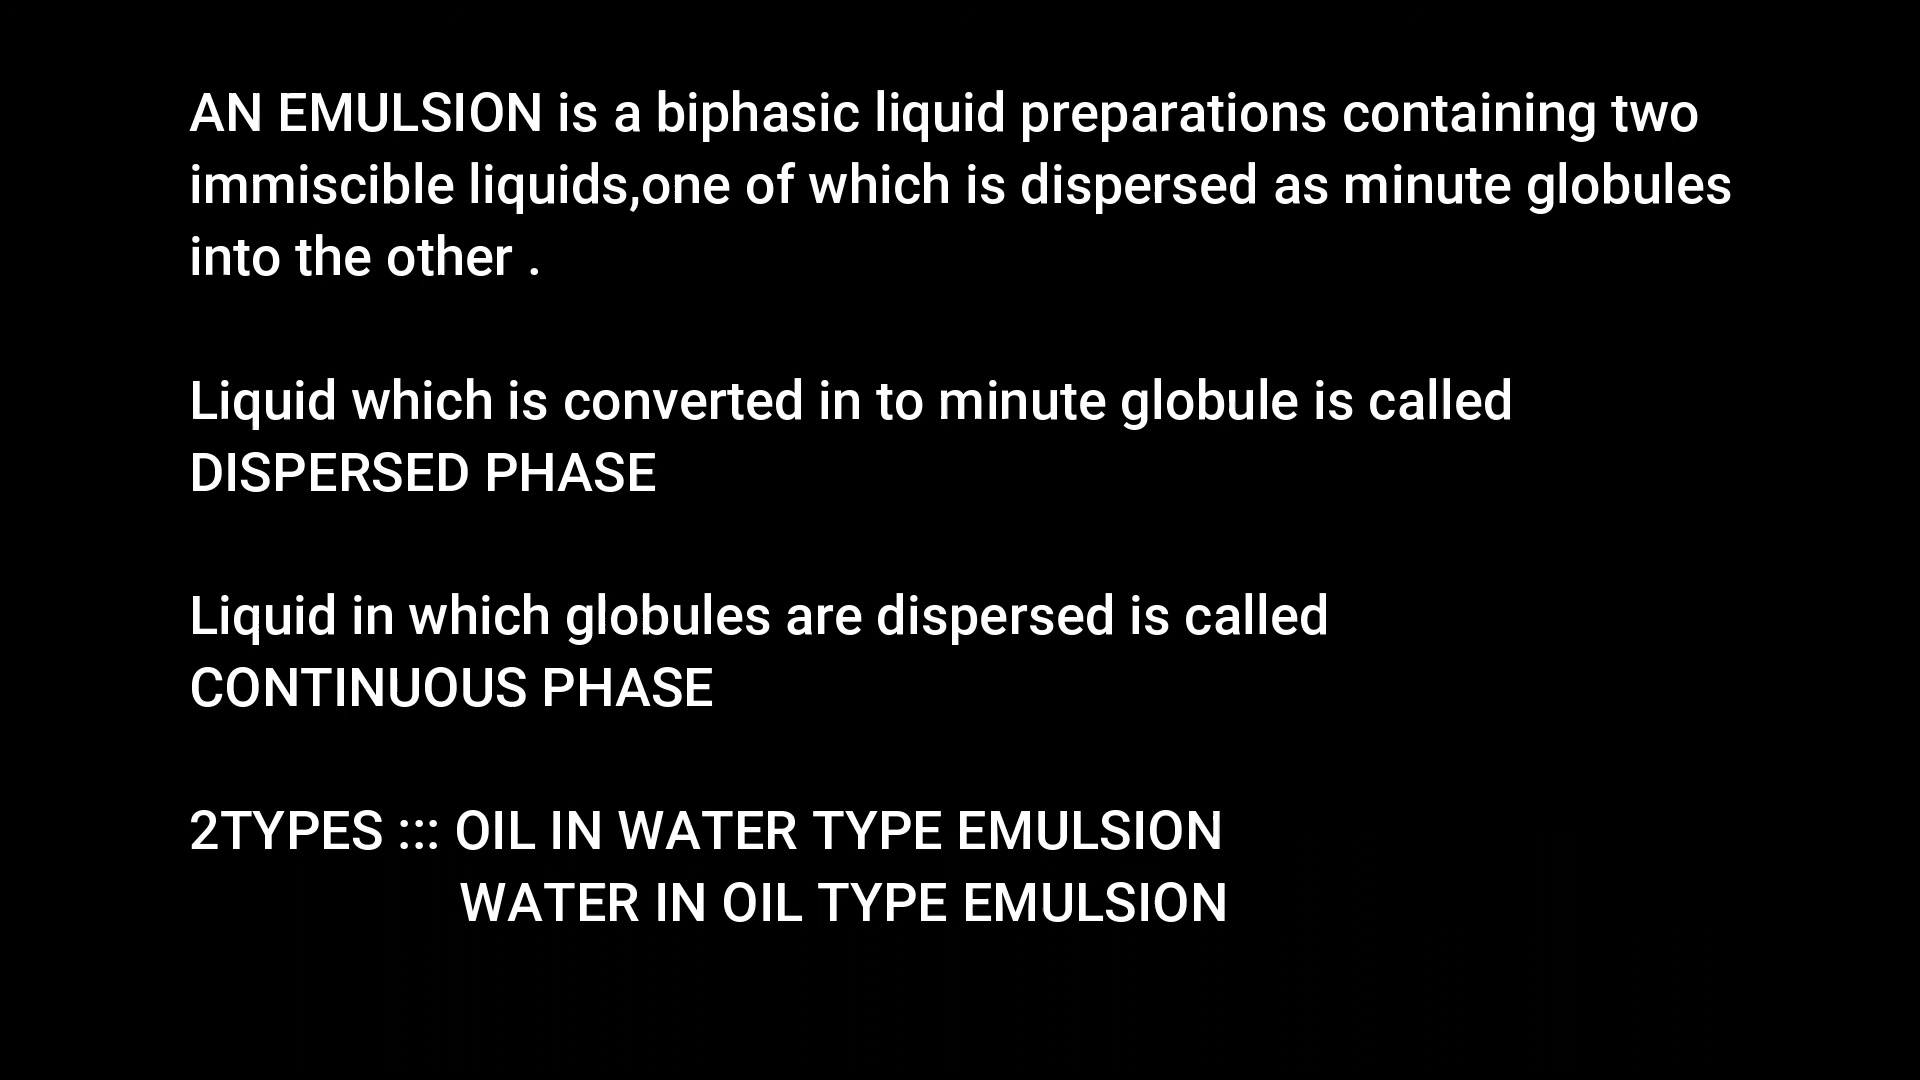 AN EMULSION is a biphasic liquid preparations containing two
immiscible liquids,one of which is dispersed as minute globules
into the other .
Liquid which is converted in to minute globule is called
DISPERSED PHASE
Liquid in which globules are dispersed is called
CONTINUOUS PHASE
2TYPES ::: OIL IN WATER TYPE EMULSION
WATER IN OIL TYPE EMULSION